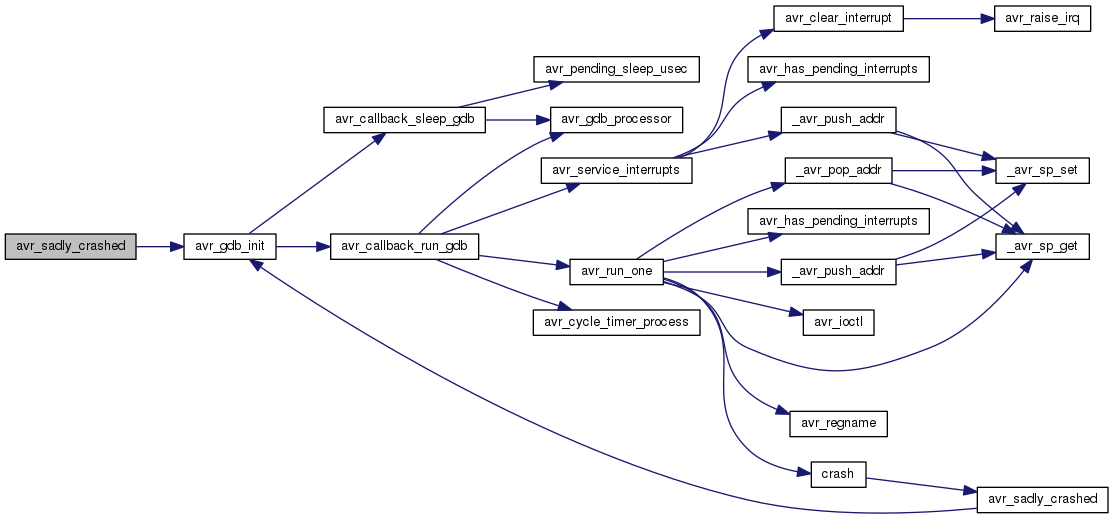 avr_clear_interrupt
avr_raise_irq
avr_pending_sleep_usec
avr_has_pending_interrupts
avr_callback_sleep_gdb
avr_gdb_processor
_avr_push_addr
avr_service_interrupts
_avr_pop_addr
_avr_sp_set
avr_has_pending_interrupts
avr_sadly_crashed
avr_gdb_init
avr_callback_run_gdb
_avr_sp_get
avr_run_one
_avr_push_addr
avr_cycle_timer_process
avr_ioctl
avr_regname
crash
avr_sadly_crashed